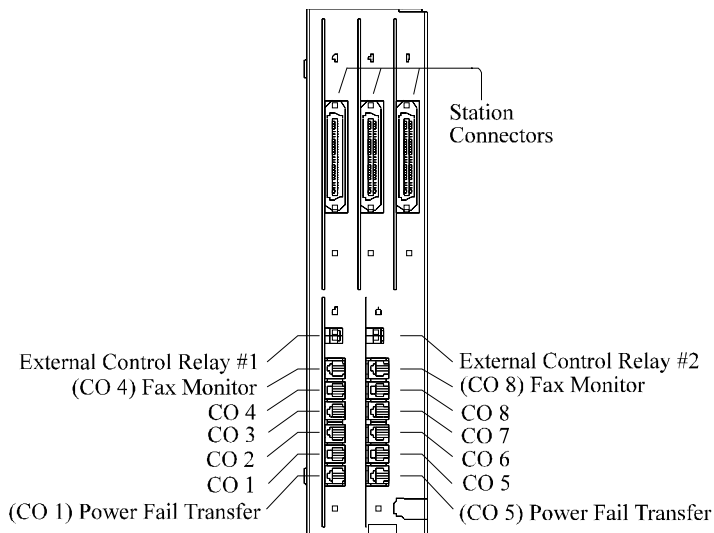 Station
Connectors
External Control Relay #1
(CO 4) Fax Monitor
CO 4
CO 3
CO 2
CO 1
(CO 1) Power Fail Transfer
External Control Relay #2
(CO 8) Fax Monitor
CO 8
CO 7
CO 6
CO 5
(CO 5) Power Fail Transfer